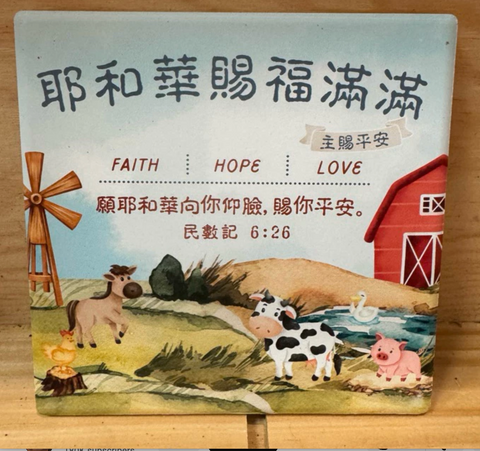 耶和華賜福滿滿
主賜平安
FAITH HOPE LOVE
願耶和華向你仰臉,賜你平安。
民數記 6:26